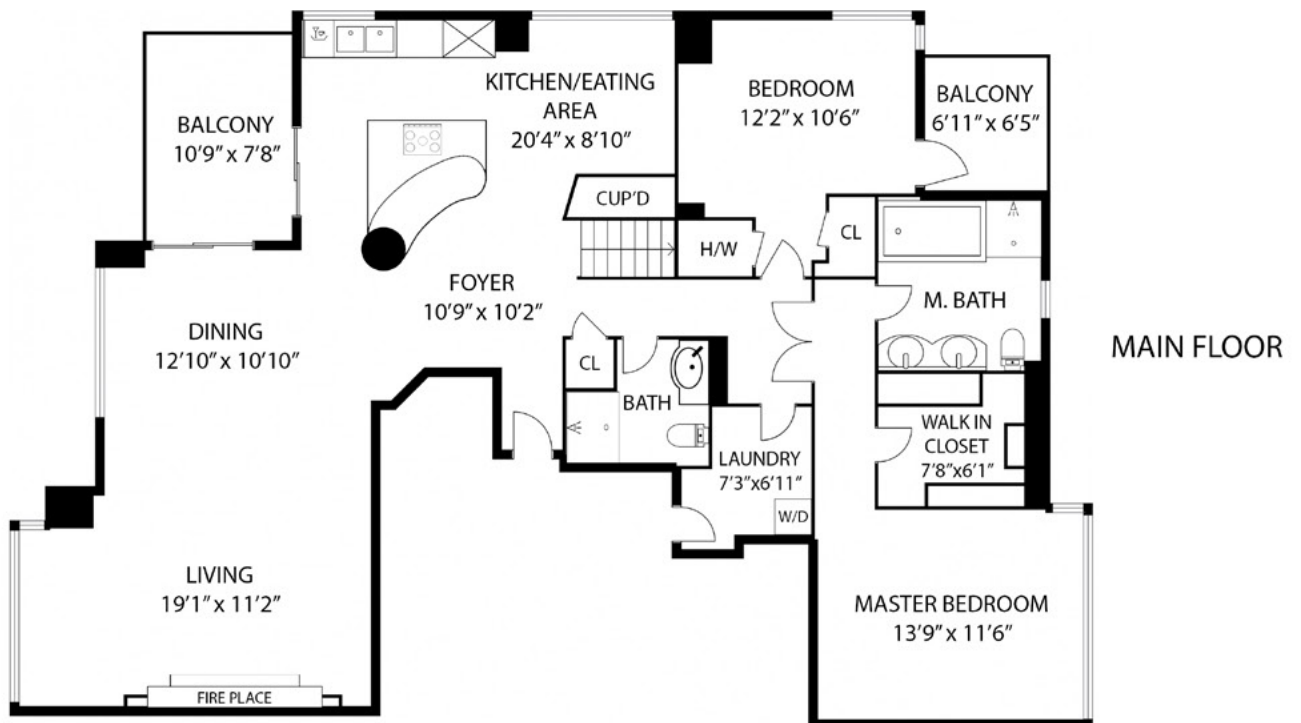 BALCONY
10'9" x 7'8"
KITCHEN/EATING
AREA
20'4" x 8'10"
BEDROOM
12'2" x 10'6"
BALCONY
6'11" x 6'5"
CUP'D
H/W
CL
FOYER
10'9" x 10'2"
M. BATH
DINING
12'10" x 10'10"
MAIN FLOOR
CL
BATH
WALK IN
CLOSET
7'8"x6'1"
LAUNDRY
7'3"x6'11"
W/D
LIVING
19'1" x 11'2"
MASTER BEDROOM
13'9" x 11'6"
FIRE PLACE